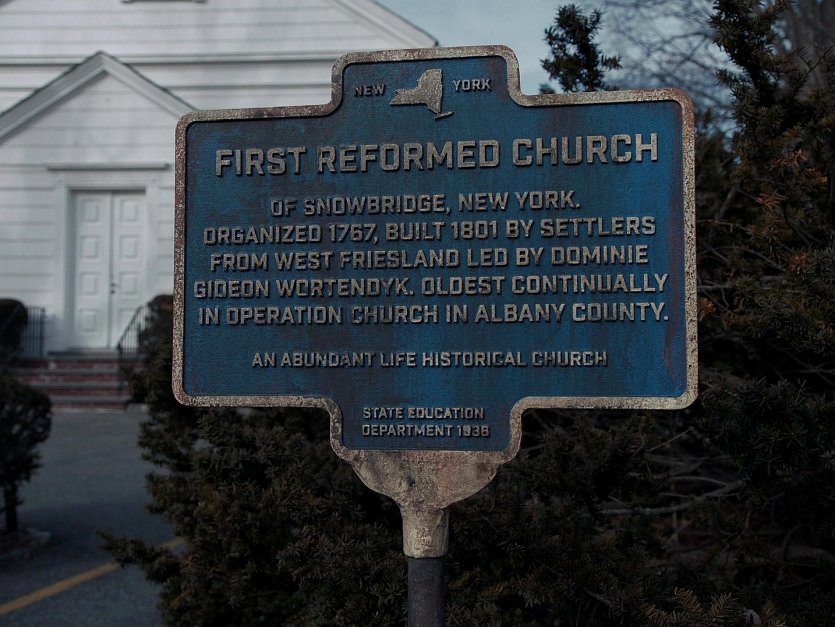 NEW YORK
FIRST REFORMED CHURCH
OF SNOWBRIDGE, NEW YORK.
ORGANIZED 1767, BUILT 1801 BY SETTLERS
FROM WEST FRIESLAND LED BY DOMINIE
GIDEON WORTENDYK. OLDEST CONTINUALLY
IN OPERATION CHURCH IN ALBANY COUNTY.
AN ABUNDANT LIFE HISTORICAL CHURCH
STATE EDUCATION
DEPARTMENT 1938